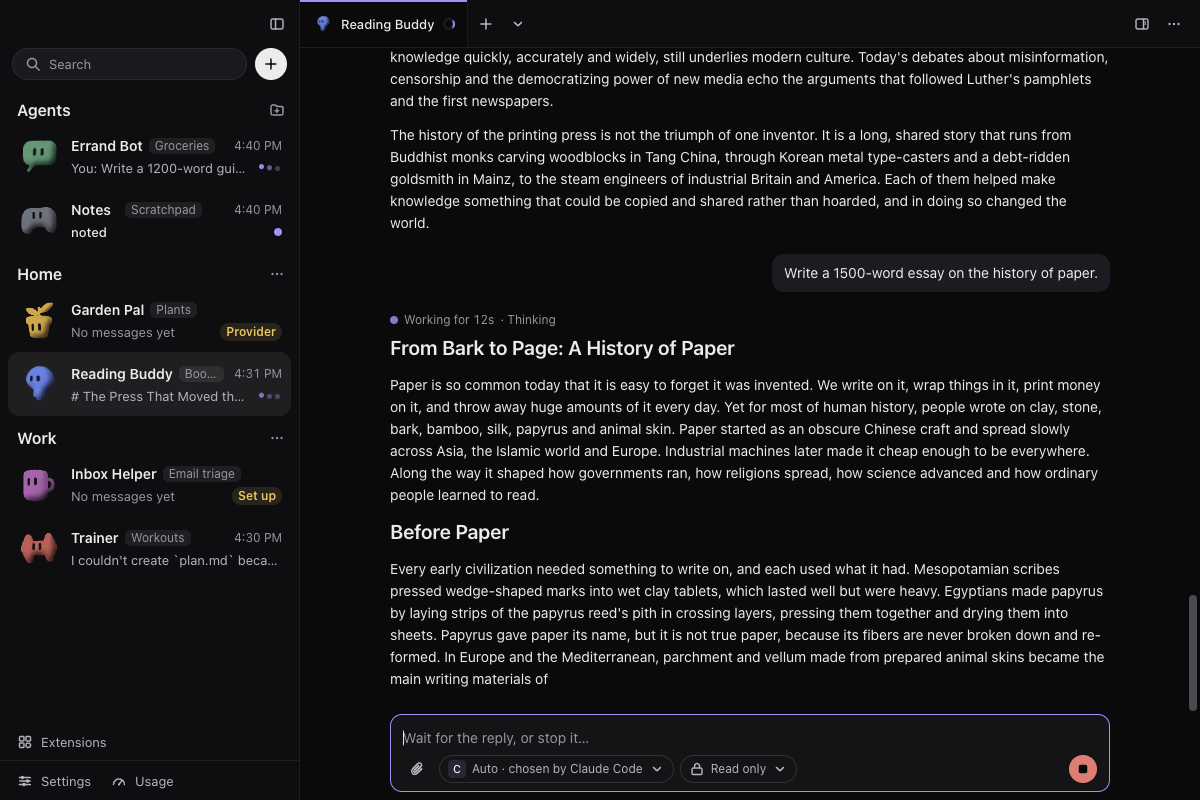 Search
Agents
Errand Bot Groceries 4:40 PM
You: Write a 1200-word gui...
Notes Scratchpad 4:40 PM
noted
Home
Garden Pal Plants
No messages yet Provider
Reading Buddy Boo... 4:31 PM
# The Press That Moved th...
Work
Inbox Helper Email triage
No messages yet Set up
Trainer Workouts 4:30 PM
I couldn't create `plan.md` beca...
Extensions
Settings Usage
Reading Buddy
knowledge quickly, accurately and widely, still underlies modern culture. Today's debates about misinformation,
censorship and the democratizing power of new media echo the arguments that followed Luther's pamphlets
and the first newspapers.
The history of the printing press is not the triumph of one inventor. It is a long, shared story that runs from
Buddhist monks carving woodblocks in Tang China, through Korean metal type-casters and a debt-ridden
goldsmith in Mainz, to the steam engineers of industrial Britain and America. Each of them helped make
knowledge something that could be copied and shared rather than hoarded, and in doing so changed the
world.
Write a 1500-word essay on the history of paper.
Working for 12s · Thinking
From Bark to Page: A History of Paper
Paper is so common today that it is easy to forget it was invented. We write on it, wrap things in it, print money
on it, and throw away huge amounts of it every day. Yet for most of human history, people wrote on clay, stone,
bark, bamboo, silk, papyrus and animal skin. Paper started as an obscure Chinese craft and spread slowly
across Asia, the Islamic world and Europe. Industrial machines later made it cheap enough to be everywhere.
Along the way it shaped how governments ran, how religions spread, how science advanced and how ordinary
people learned to read.
Before Paper
Every early civilization needed something to write on, and each used what it had. Mesopotamian scribes
pressed wedge-shaped marks into wet clay tablets, which lasted well but were heavy. Egyptians made papyrus
by laying strips of the papyrus reed's pith in crossing layers, pressing them together and drying them into
sheets. Papyrus gave paper its name, but it is not true paper, because its fibers are never broken down and re-
formed. In Europe and the Mediterranean, parchment and vellum made from prepared animal skins became the
main writing materials of
Wait for the reply, or stop it...
C Auto · chosen by Claude Code Read only